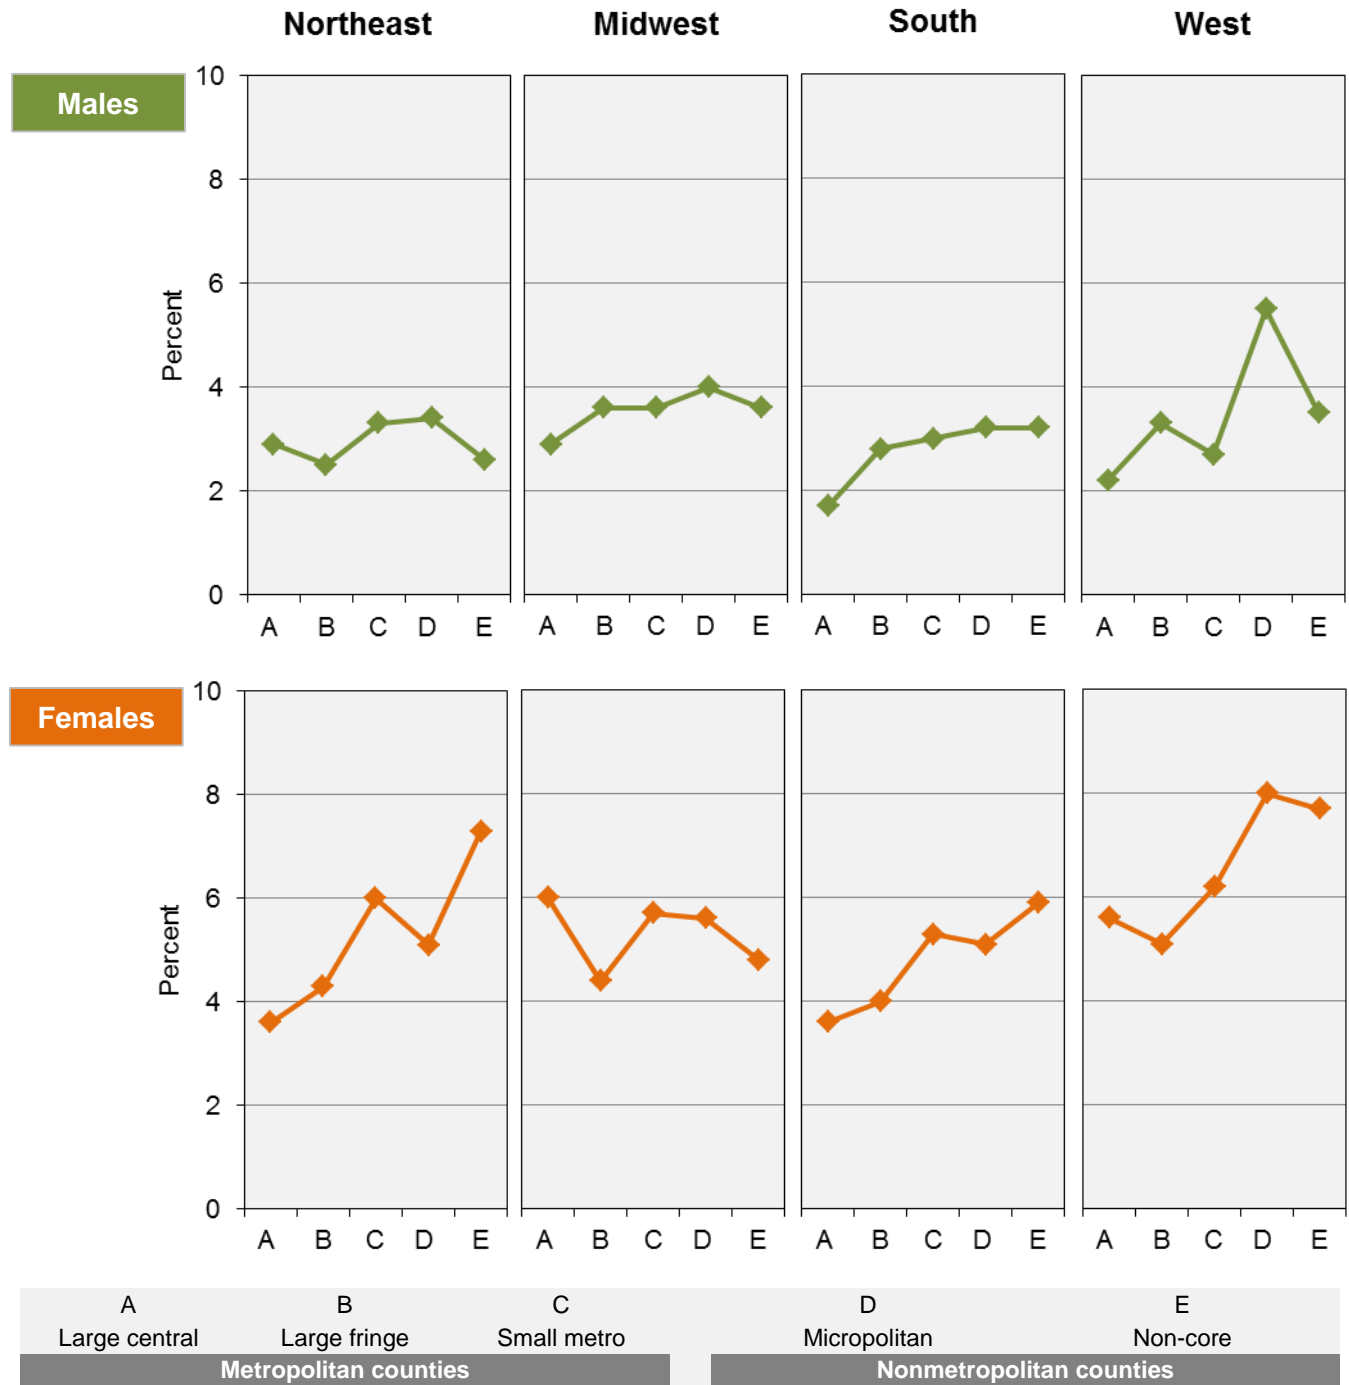 Northeast Midwest South West
Males
10
8
6
4
2
0
Percent
A B C D E A B C D E A B C D E A B C D E
Females
10
8
6
4
2
0
Percent
A B C D E A B C D E A B C D E A B C D E
A B C D E
Large central Large fringe Small metro Micropolitan Non-core
Metropolitan counties Nonmetropolitan counties